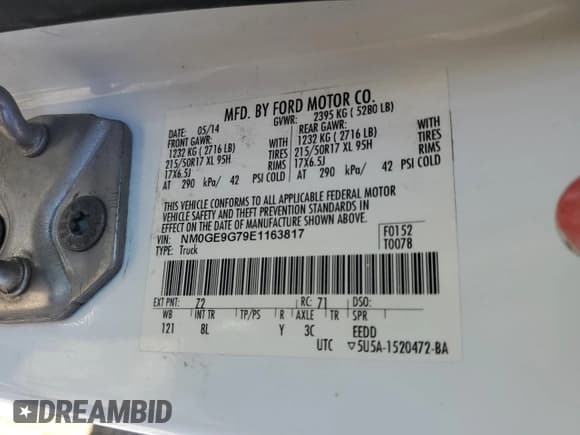 MFD. BY FORD MOTOR CO.
DATE: 05/14 GVWR: 2395 KG ( 5280 LB)
FRONT GAWR: REAR GAWR:
1232 KG ( 2716 LB) WITH 1232 KG ( 2716 LB) WITH
215/50R17 XL 95H TIRES 215/50R17 XL 95H TIRES
17X6.5J RIMS 17X6.5J RIMS
AT 290 kPa/ 42 PSI COLD AT 290 kPa/ 42 PSI COLD
THIS VEHICLE CONFORMS TO ALL APPLICABLE FEDERAL MOTOR
VEHICLE SAFETY AND THEFT PREVENTION STANDARDS IN
EFFECT ON THE DATE OF MANUFACTURE SHOWN ABOVE.
VIN: NM0GE9G79E1163817 F0152
TYPE: Truck T0078
EXT PNT: Z2 RC: 71 DSO:
WB INT TR TP/PS R AXLE TR SPR
121 8L Y 3C EEDD
UTC ▽5U5A-1520472-BA
DREAMBID